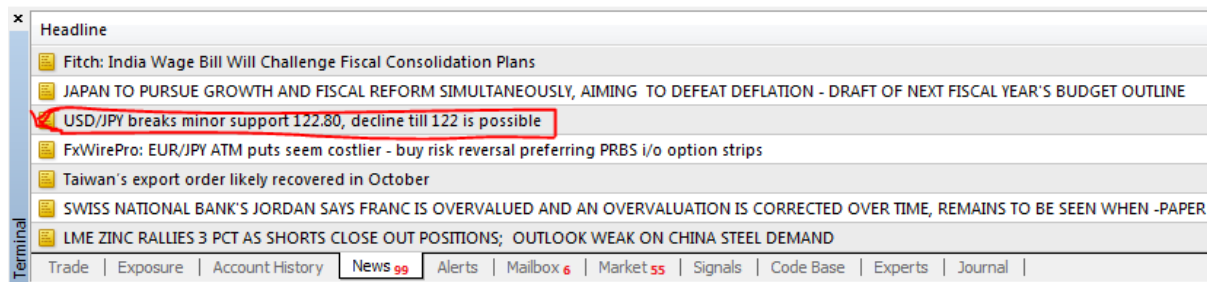 Headline
Fitch: India Wage Bill Will Challenge Fiscal Consolidation Plans
JAPAN TO PURSUE GROWTH AND FISCAL REFORM SIMULTANEOUSLY, AIMING  TO DEFEAT DEFLATION - DRAFT OF NEXT FISCAL YEAR'S BUDGET OUTLINE
USD/JPY breaks minor support 122.80, decline till 122 is possible
FxWirePro: EUR/JPY ATM puts seem costlier - buy risk reversal preferring PRBS i/o option strips
Taiwan's export order likely recovered in October
SWISS NATIONAL BANK'S JORDAN SAYS FRANC IS OVERVALUED AND AN OVERVALUATION IS CORRECTED OVER TIME, REMAINS TO BE SEEN WHEN -PAPER
LME ZINC RALLIES 3 PCT AS SHORTS CLOSE OUT POSITIONS;  OUTLOOK WEAK ON CHINA STEEL DEMAND
Trade | Exposure | Account History | News 99 | Alerts | Mailbox 6 | Market 55 | Signals | Code Base | Experts | Journal |
Terminal